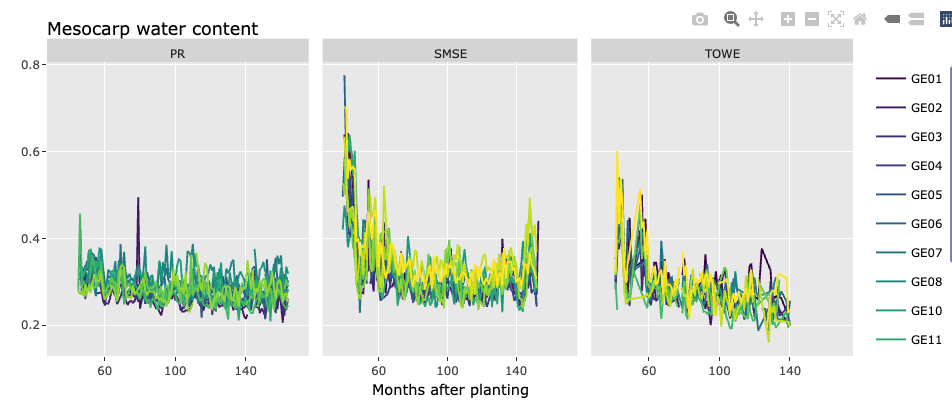 Mesocarp water content
PR
SMSE
TOWE
0.8
0.6
0.4
0.2
60
100
140
60
100
140
60
100
140
Months after planting
GE01
GE02
GE03
GE04
GE05
GE06
GE07
GE08
GE10
GE11